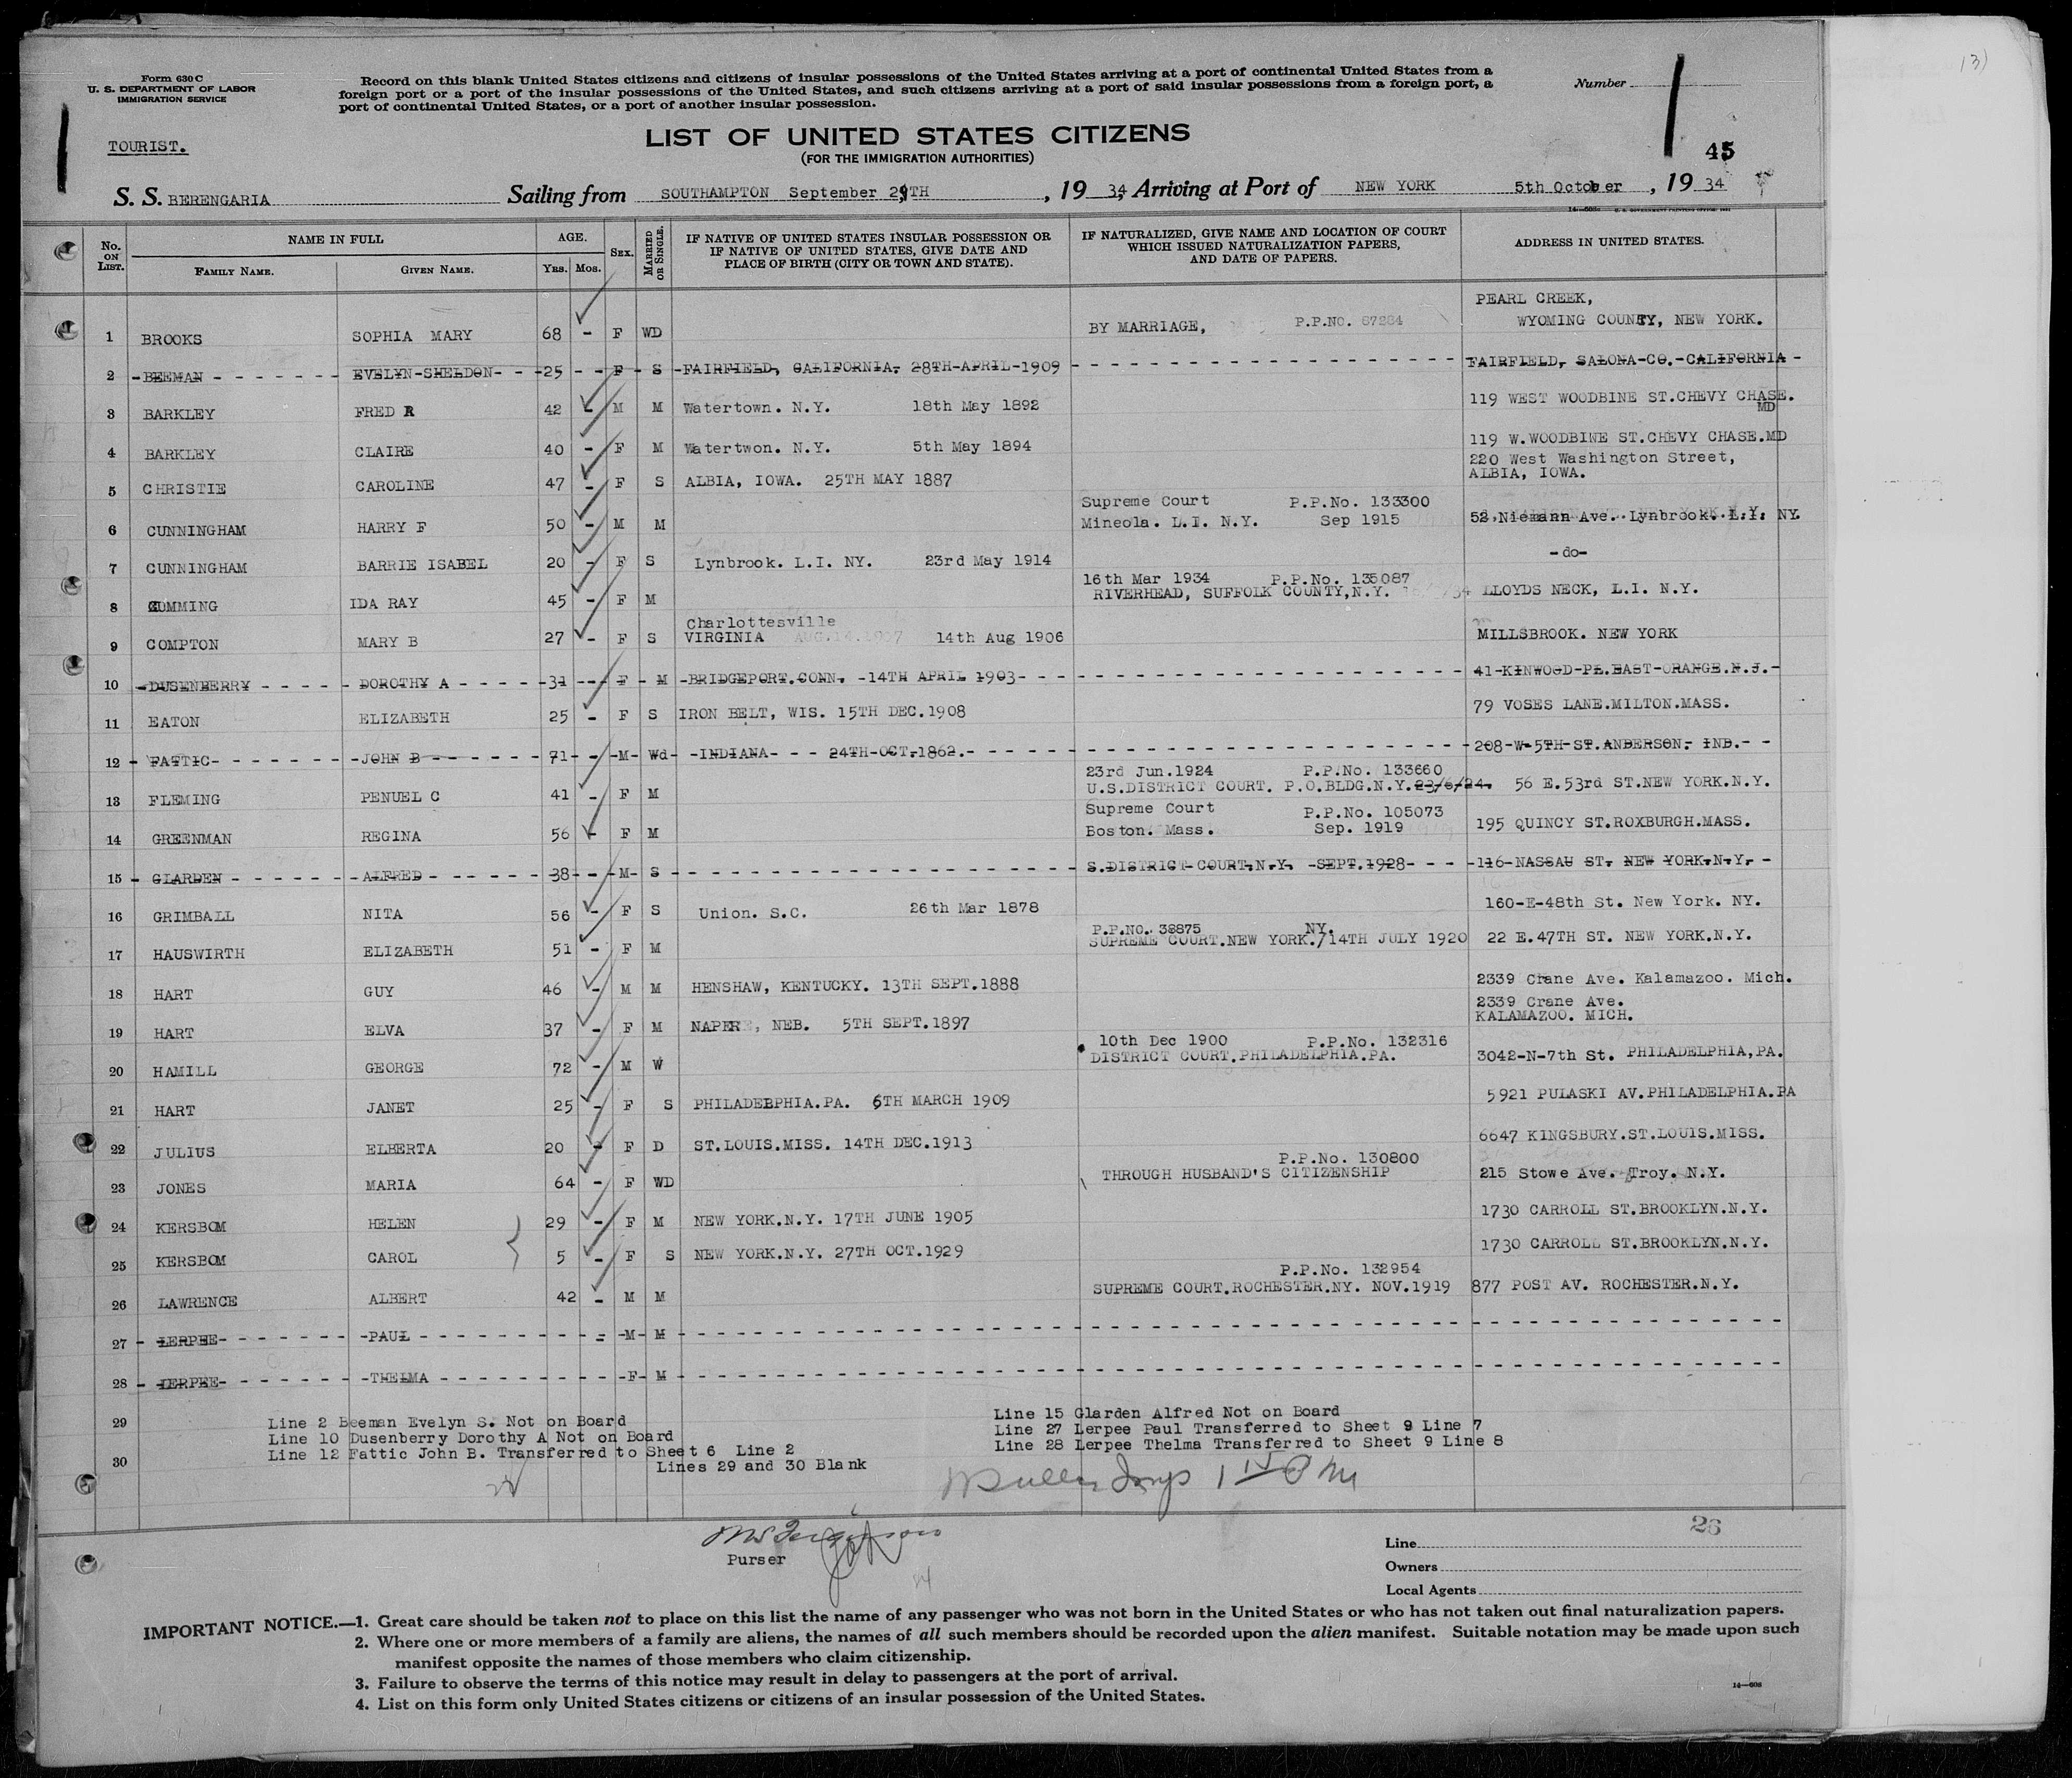 Form 630 C
U. S. DEPARTMENT OF LABOR
IMMIGRATION SERVICE
Record on this blank United States citizens and citizens of insular possessions of the United States arriving at a port of continental United States from a
foreign port or a port of the insular possessions of the United States, and such citizens arriving at a port of said insular possessions from a foreign port, a
port of continental United States, or a port of another insular possession.
Number
TOURIST.
LIST OF UNITED STATES CITIZENS
(FOR THE IMMIGRATION AUTHORITIES)
45
S. S. BERENGARIA Sailing from SOUTHAMPTON September 29TH, 19 34, Arriving at Port of NEW YORK 5th October, 19 34
No. ON LIST. NAME IN FULL FAMILY NAME. GIVEN NAME. AGE. YRS. MOS. SEX. MARRIED OR SINGLE. IF NATIVE OF UNITED STATES INSULAR POSSESSION OR IF NATIVE OF UNITED STATES, GIVE DATE AND PLACE OF BIRTH (CITY OR TOWN AND STATE). IF NATURALIZED, GIVE NAME AND LOCATION OF COURT WHICH ISSUED NATURALIZATION PAPERS, AND DATE OF PAPERS. ADDRESS IN UNITED STATES.
1 BROOKS SOPHIA MARY 68 - F WD BY MARRIAGE, P.P.NO. 87284 PEARL CREEK, WYOMING COUNTY, NEW YORK.
2 BEEMAN EVELYN SHELDON 25 - F S FAIRFIELD, CALIFORNIA, 28TH APRIL 1909 FAIRFIELD, SALONA CO. CALIFORNIA
3 BARKLEY FRED R 42 - M M Watertown. N.Y. 18th May 1892 119 WEST WOODBINE ST.CHEVY CHASE. MD
4 BARKLEY CLAIRE 40 - F M Watertwon. N.Y. 5th May 1894 119 W.WOODBINE ST.CHEVY CHASE.MD
5 CHRISTIE CAROLINE 47 - F S ALBIA, IOWA. 25TH MAY 1887 220 West Washington Street, ALBIA, IOWA.
6 CUNNINGHAM HARRY F 50 - M M Supreme Court P.P.No. 133300 Mineola. L.I. N.Y. Sep 1915 52,Niemann Ave. Lynbrook. L.I. NY.
7 CUNNINGHAM BARRIE ISABEL 20 - F S Lynbrook. L.I. NY. 23rd May 1914 -do-
8 CUMMING IDA RAY 45 - F M 16th Mar 1934 P.P.No. 135087 RIVERHEAD, SUFFOLK COUNTY,N.Y. LLOYDS NECK, L.I. N.Y.
9 COMPTON MARY B 27 - F S Charlottesville VIRGINIA 14th Aug 1906 MILLSBROOK. NEW YORK
10 DUSENBERRY DOROTHY A 31 - F M BRIDGEPORT.CONN. 14TH APRIL 1903 41 KINWOOD PL.EAST ORANGE.N.J.
11 EATON ELIZABETH 25 - F S IRON BELT, WIS. 15TH DEC.1908 79 VOSES LANE.MILTON.MASS.
12 FATTIC JOHN B 71 - M Wd INDIANA 24TH OCT.1862. 208 W 5TH ST.ANDERSON. IND.
13 FLEMING PENUEL C 41 - F M 23rd Jun.1924 P.P.No. 133660 U.S.DISTRICT COURT. P.O.BLDG.N.Y. 23/6/24. 56 E.53rd ST.NEW YORK.N.Y.
14 GREENMAN REGINA 56 - F M Supreme Court P.P.No. 105073 Boston. Mass. Sep. 1919 195 QUINCY ST.ROXBURGH.MASS.
15 GLARDEN ALFRED 38 - M S S.DISTRICT COURT.N.Y. SEPT.1928 116 NASSAU ST. NEW YORK.N.Y.
16 GRIMBALL NITA 56 - F S Union. S.C. 26th Mar 1878 160-E-48th St. New York. NY.
17 HAUSWIRTH ELIZABETH 51 - F M P.P.NO. 38875 NY. SUPREME COURT.NEW YORK./14TH JULY 1920 22 E.47TH ST. NEW YORK.N.Y.
18 HART GUY 46 - M M HENSHAW, KENTUCKY. 13TH SEPT.1888 2339 Crane Ave. Kalamazoo. Mich.
19 HART ELVA 37 - F M NAPER, NEB. 5TH SEPT.1897 2339 Crane Ave. KALAMAZOO. MICH.
20 HAMILL GEORGE 72 - M W 10th Dec 1900 P.P.No. 132316 DISTRICT COURT.PHILADELPHIA.PA. 3042-N-7th St. PHILADELPHIA,PA.
21 HART JANET 25 - F S PHILADELPHIA.PA. 6TH MARCH 1909 5921 PULASKI AV.PHILADELPHIA.PA
22 JULIUS ELBERTA 20 - F D ST.LOUIS.MISS. 14TH DEC.1913 6647 KINGSBURY.ST.LOUIS.MISS.
23 JONES MARIA 64 - F WD P.P.No. 130800 THROUGH HUSBAND'S CITIZENSHIP 215 Stowe Ave. Troy. N.Y.
24 KERSBOM HELEN 29 - F M NEW YORK.N.Y. 17TH JUNE 1905 1730 CARROLL ST.BROOKLYN.N.Y.
25 KERSBOM CAROL 5 - F S NEW YORK.N.Y. 27TH OCT.1929 1730 CARROLL ST.BROOKLYN.N.Y.
26 LAWRENCE ALBERT 42 - M M P.P.No. 132954 SUPREME COURT.ROCHESTER.NY. NOV.1919 877 POST AV. ROCHESTER.N.Y.
27 LERPEE PAUL - M M
28 LERPEE THELMA F M
29 Line 2 Beeman Evelyn S. Not on Board Line 15 Glarden Alfred Not on Board
Line 10 Dusenberry Dorothy A Not on Board Line 27 Lerpee Paul Transferred to Sheet 9 Line 7
30 Line 12 Fattic John B. Transferred to Sheet 6 Line 2 Line 28 Lerpee Thelma Transferred to Sheet 9 Line 8
Lines 29 and 30 Blank
26
Purser
Line
Owners
Local Agents
IMPORTANT NOTICE.—1. Great care should be taken not to place on this list the name of any passenger who was not born in the United States or who has not taken out final naturalization papers.
2. Where one or more members of a family are aliens, the names of all such members should be recorded upon the alien manifest. Suitable notation may be made upon such
manifest opposite the names of those members who claim citizenship.
3. Failure to observe the terms of this notice may result in delay to passengers at the port of arrival.
4. List on this form only United States citizens or citizens of an insular possession of the United States.
14—608